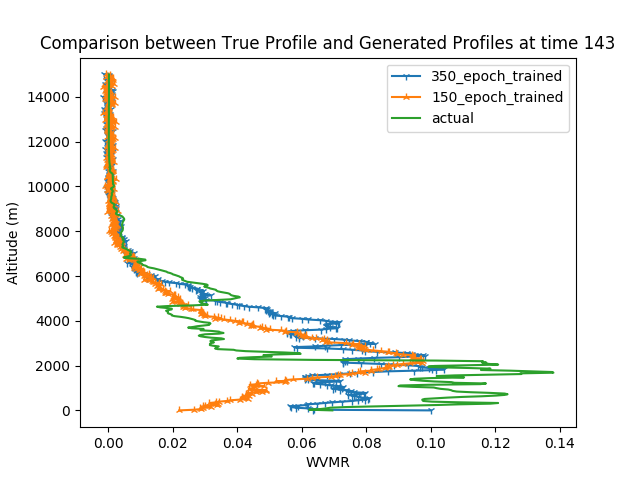 Comparison between True Profile and Generated Profiles at time 143
350_epoch_trained
150_epoch_trained
actual
Altitude (m)
14000
12000
10000
8000
6000
4000
2000
0
0.00 0.02 0.04 0.06 0.08 0.10 0.12 0.14
WVMR